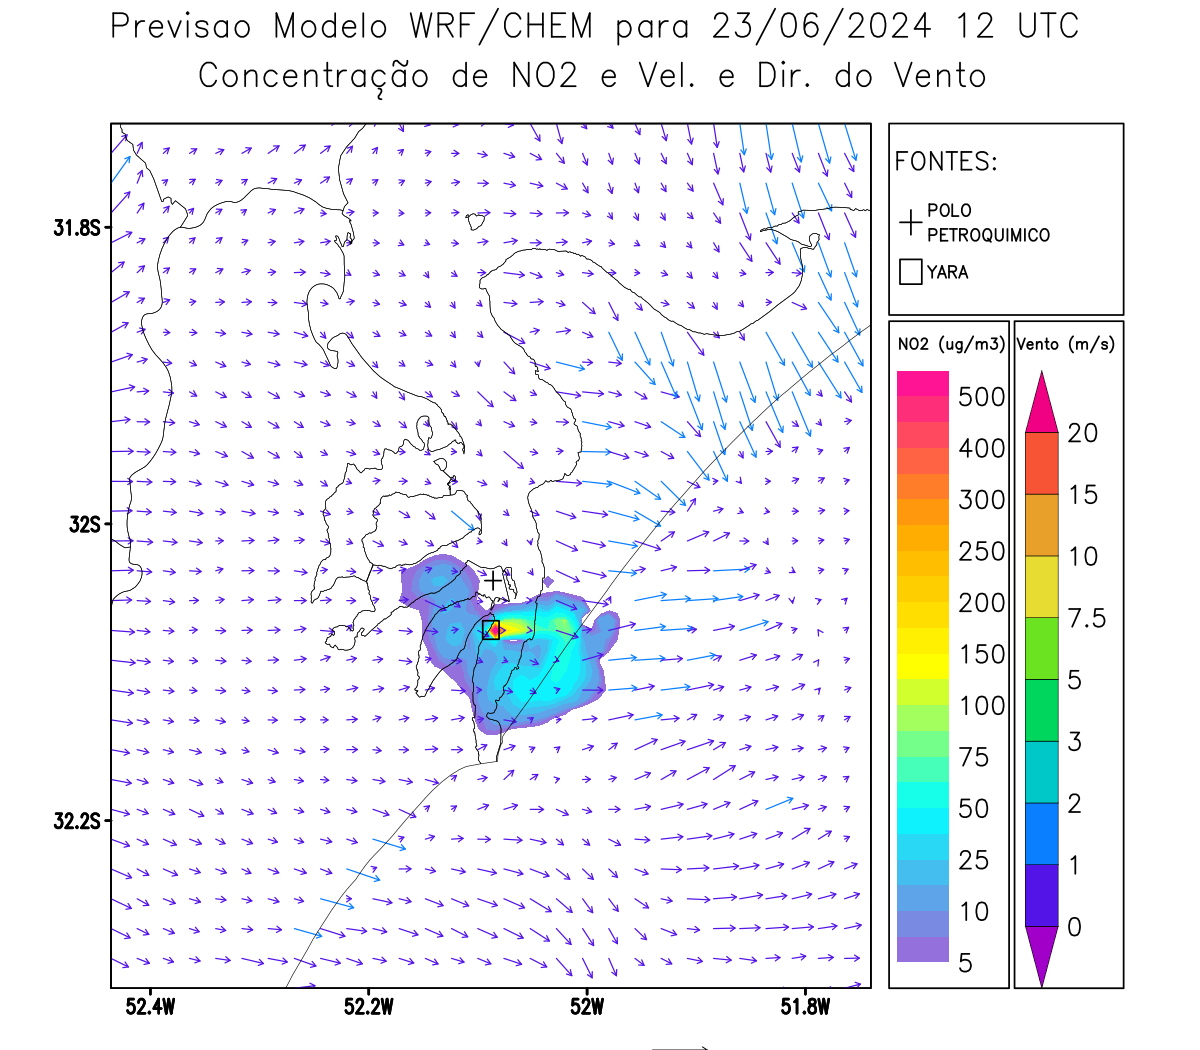 Previsao Modelo WRF/CHEM para 23/06/2024 12 UTC
Concentração de NO2 e Vel. e Dir. do Vento
FONTES:
POLO
PETROQUIMICO
YARA
NO2 (ug/m3)
500
400
300
250
200
150
100
75
50
25
10
5
Vento (m/s)
20
15
10
7.5
5
3
2
1
0
31.8S
32S
32.2S
52.4W
52.2W
52W
51.8W